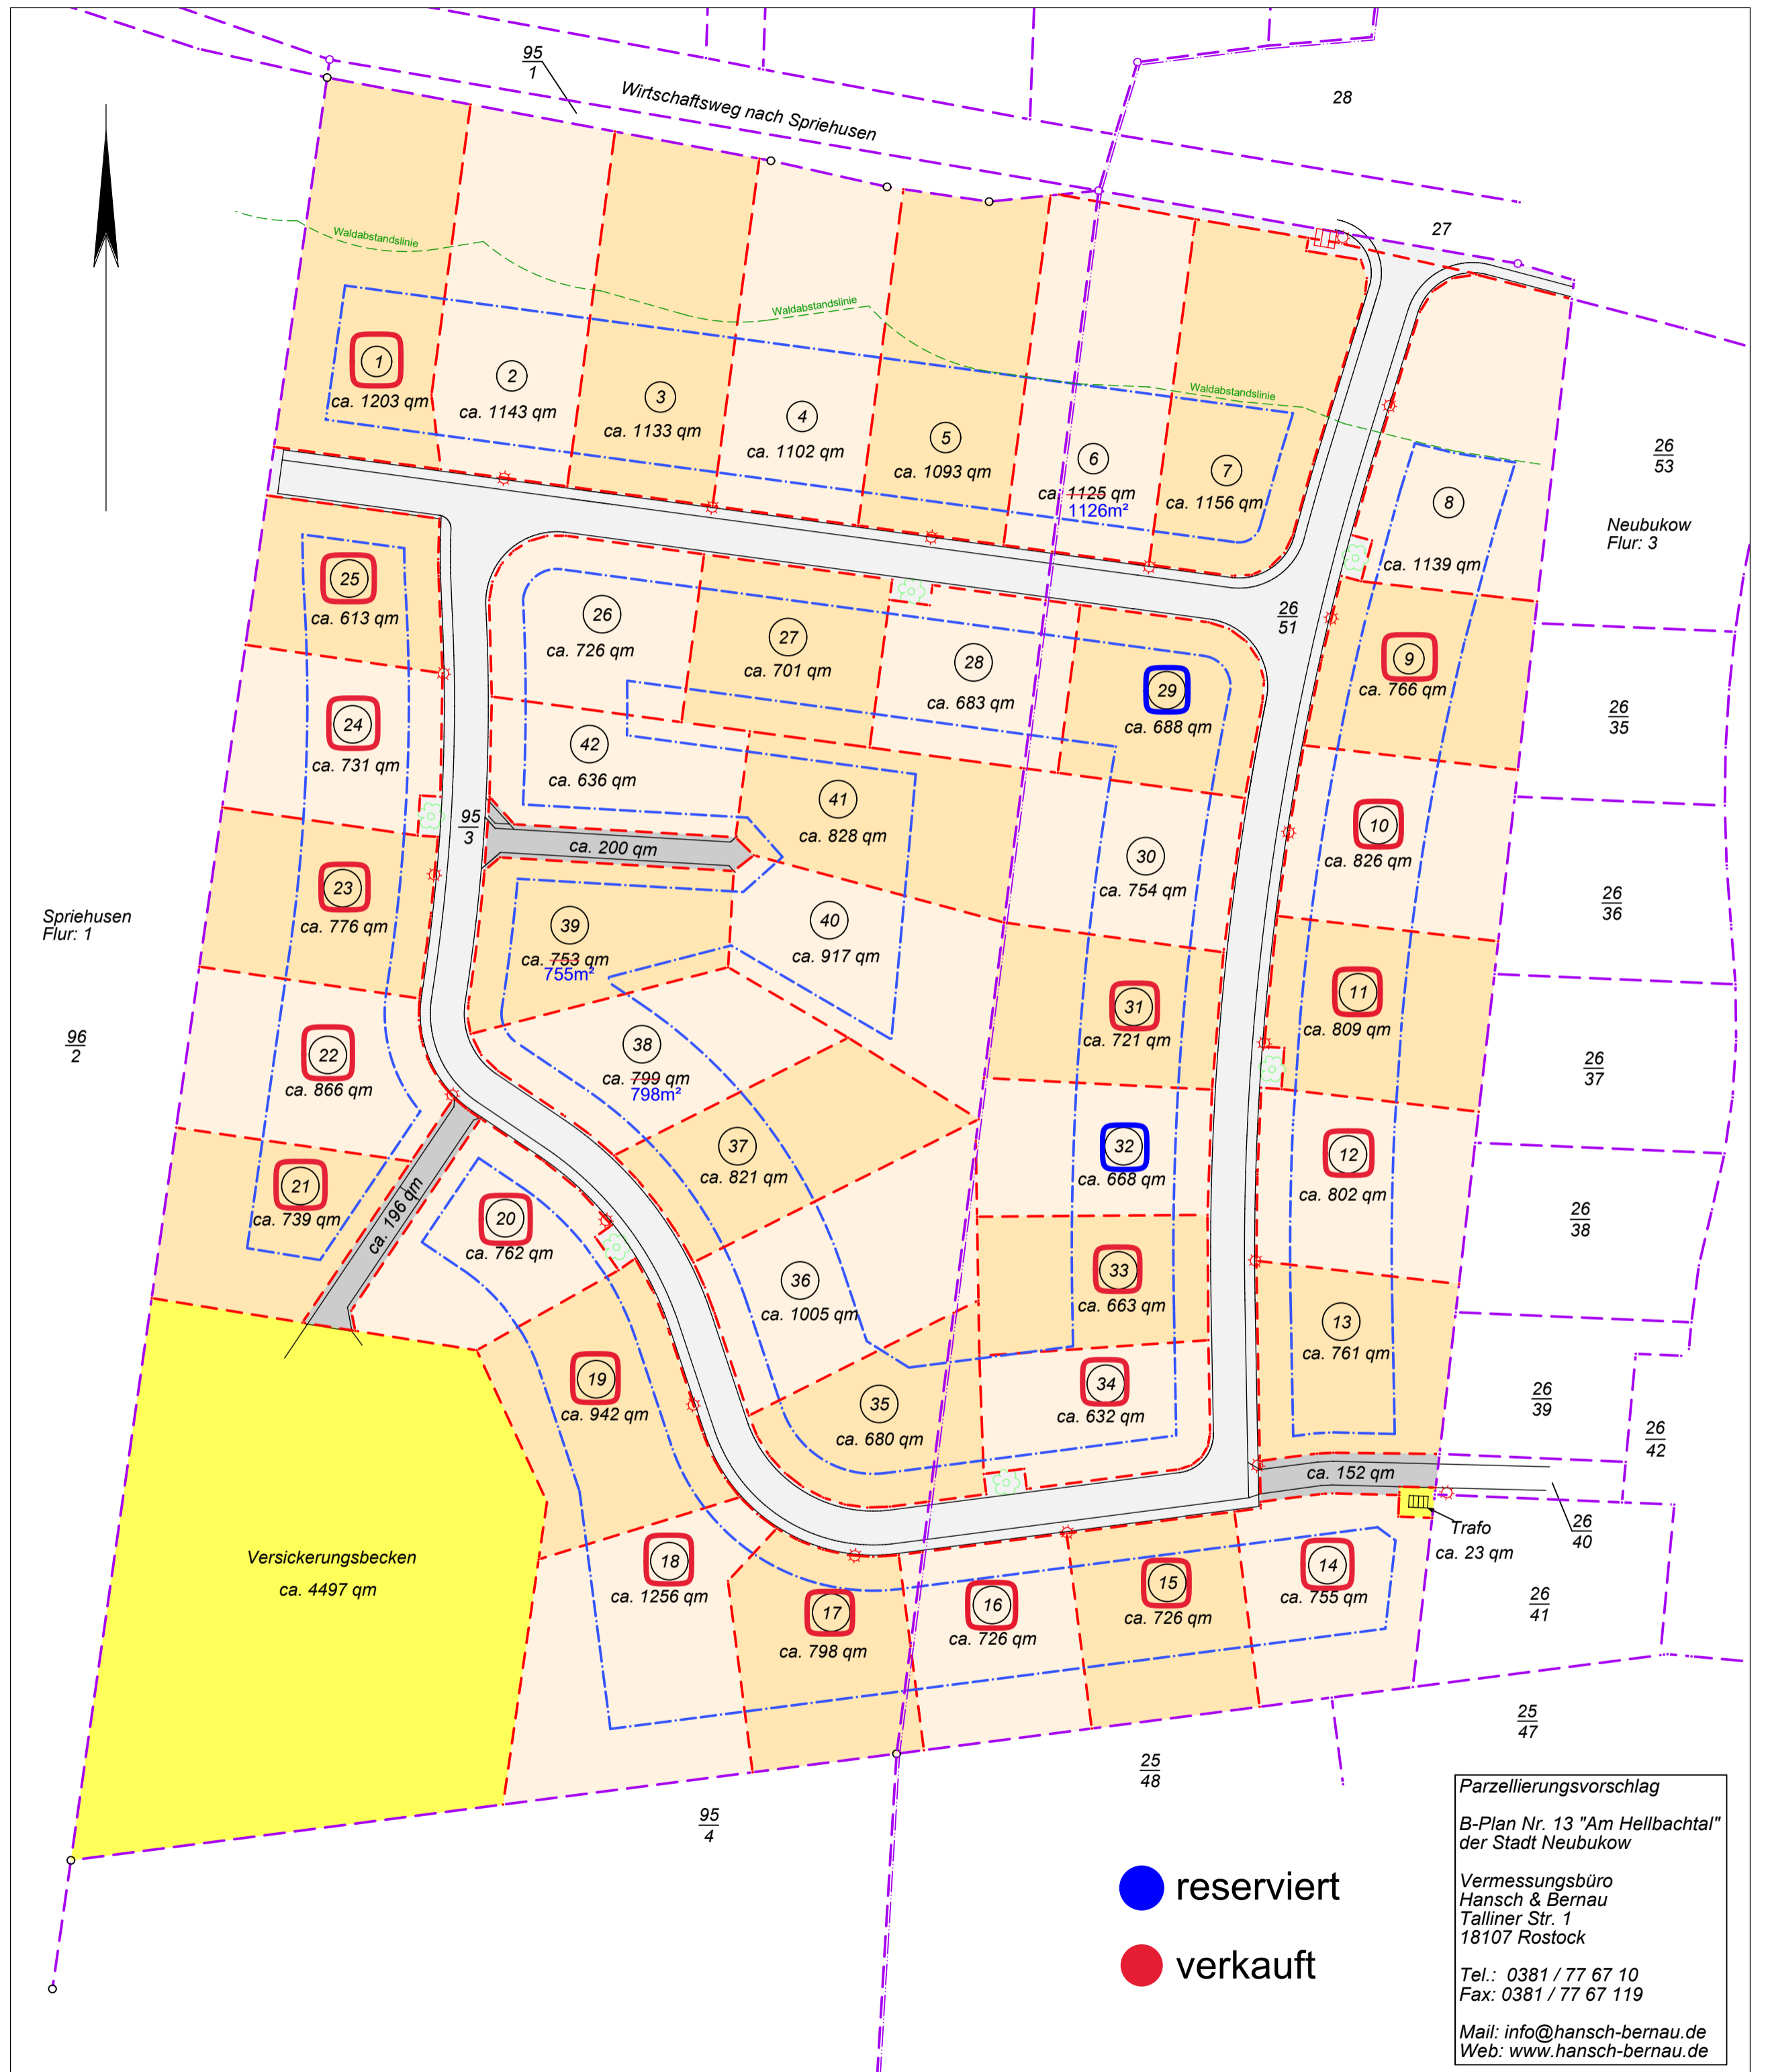 95
1
Wirtschaftsweg nach Spriehusen
28
27
Waldabstandslinie
Waldabstandslinie
Waldabstandslinie
1
ca. 1203 qm
2
ca. 1143 qm
3
ca. 1133 qm
4
ca. 1102 qm
5
ca. 1093 qm
6
ca. 1125 qm
1126m²
7
ca. 1156 qm
8
ca. 1139 qm
26
53
Neubukow
Flur: 3
25
ca. 613 qm
26
ca. 726 qm
27
ca. 701 qm
28
ca. 683 qm
29
ca. 688 qm
26
51
9
ca. 766 qm
26
35
24
ca. 731 qm
42
ca. 636 qm
41
ca. 828 qm
95
3
ca. 200 qm
30
ca. 754 qm
10
ca. 826 qm
26
36
23
ca. 776 qm
Spriehusen
Flur: 1
39
ca. 753 qm
755m²
40
ca. 917 qm
31
ca. 721 qm
11
ca. 809 qm
26
37
96
2
22
ca. 866 qm
38
ca. 799 qm
798m²
37
ca. 821 qm
32
ca. 668 qm
12
ca. 802 qm
26
38
21
ca. 739 qm
ca. 196 qm
20
ca. 762 qm
36
ca. 1005 qm
33
ca. 663 qm
13
ca. 761 qm
26
39
19
ca. 942 qm
35
ca. 680 qm
34
ca. 632 qm
26
42
ca. 152 qm
Trafo
ca. 23 qm
26
40
Versickerungsbecken
ca. 4497 qm
18
ca. 1256 qm
17
ca. 798 qm
16
ca. 726 qm
15
ca. 726 qm
14
ca. 755 qm
26
41
25
47
25
48
95
4
reserviert
verkauft
Parzellierungsvorschlag
B-Plan Nr. 13 "Am Hellbachtal"
der Stadt Neubukow
Vermessungsbüro
Hansch & Bernau
Talliner Str. 1
18107 Rostock
Tel.: 0381 / 77 67 10
Fax: 0381 / 77 67 119
Mail: info@hansch-bernau.de
Web: www.hansch-bernau.de